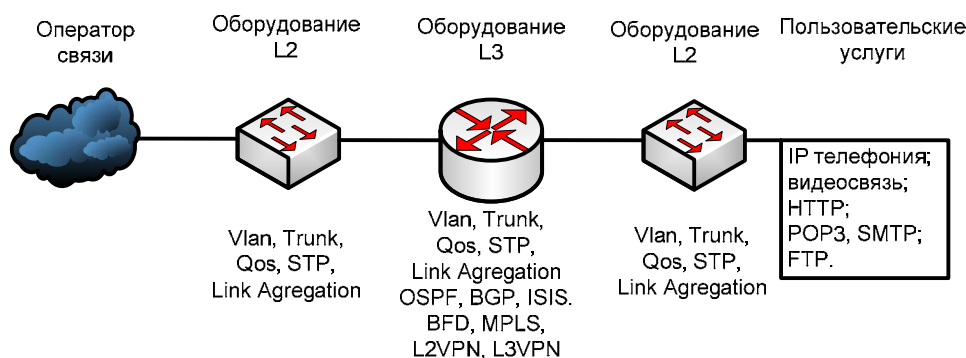 Оператор
связи
Оборудование
L2
Оборудование
L3
Оборудование
L2
Пользовательские
услуги
Vlan, Trunk,
Qos, STP,
Link Agregation
Vlan, Trunk,
Qos, STP,
Link Agregation
OSPF, BGP, ISIS.
BFD, MPLS,
L2VPN, L3VPN
Vlan, Trunk,
Qos, STP,
Link Agregation
IP телефония;
видеосвязь;
HTTP;
POP3, SMTP;
FTP.